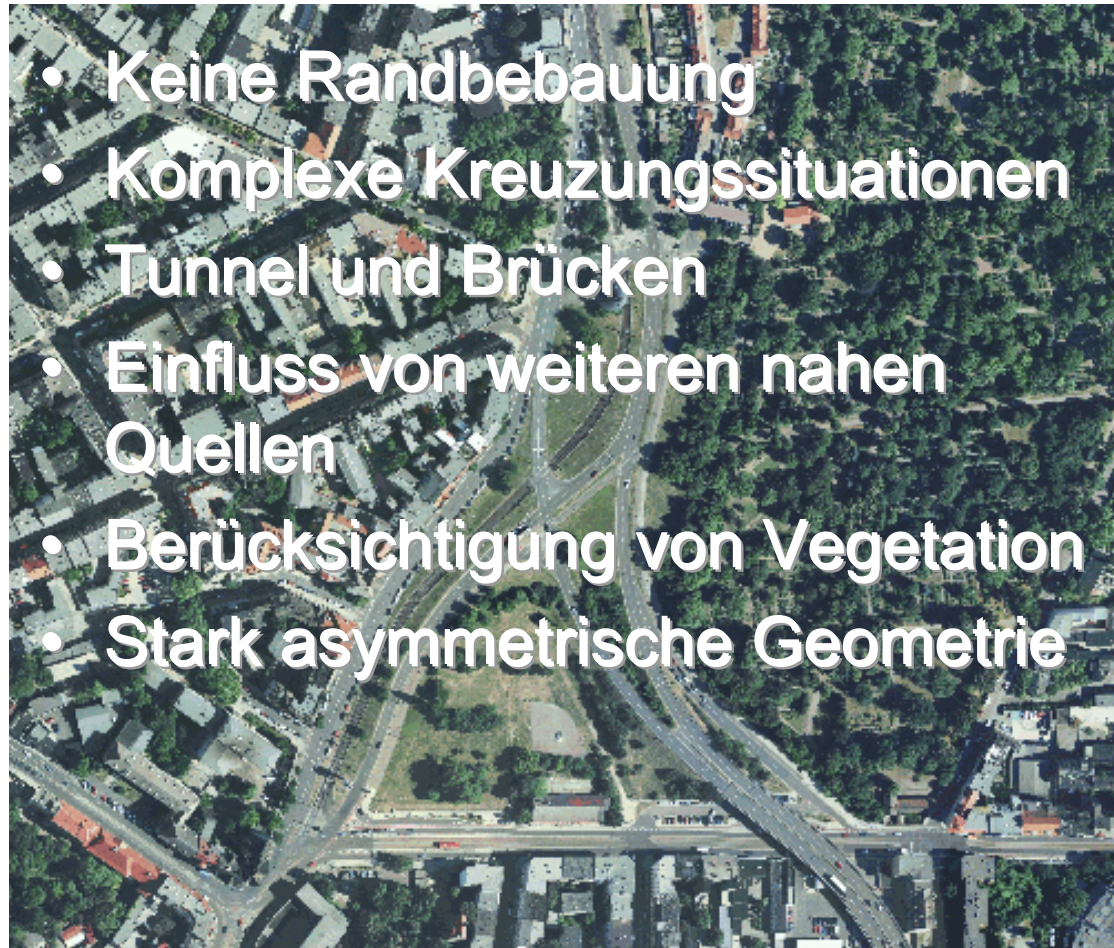 • Keine Randbebauung
• Komplexe Kreuzungssituationen
• Tunnel und Brücken
• Einfluss von weiteren nahen
Quellen
• Berücksichtigung von Vegetation
• Stark asymmetrische Geometrie